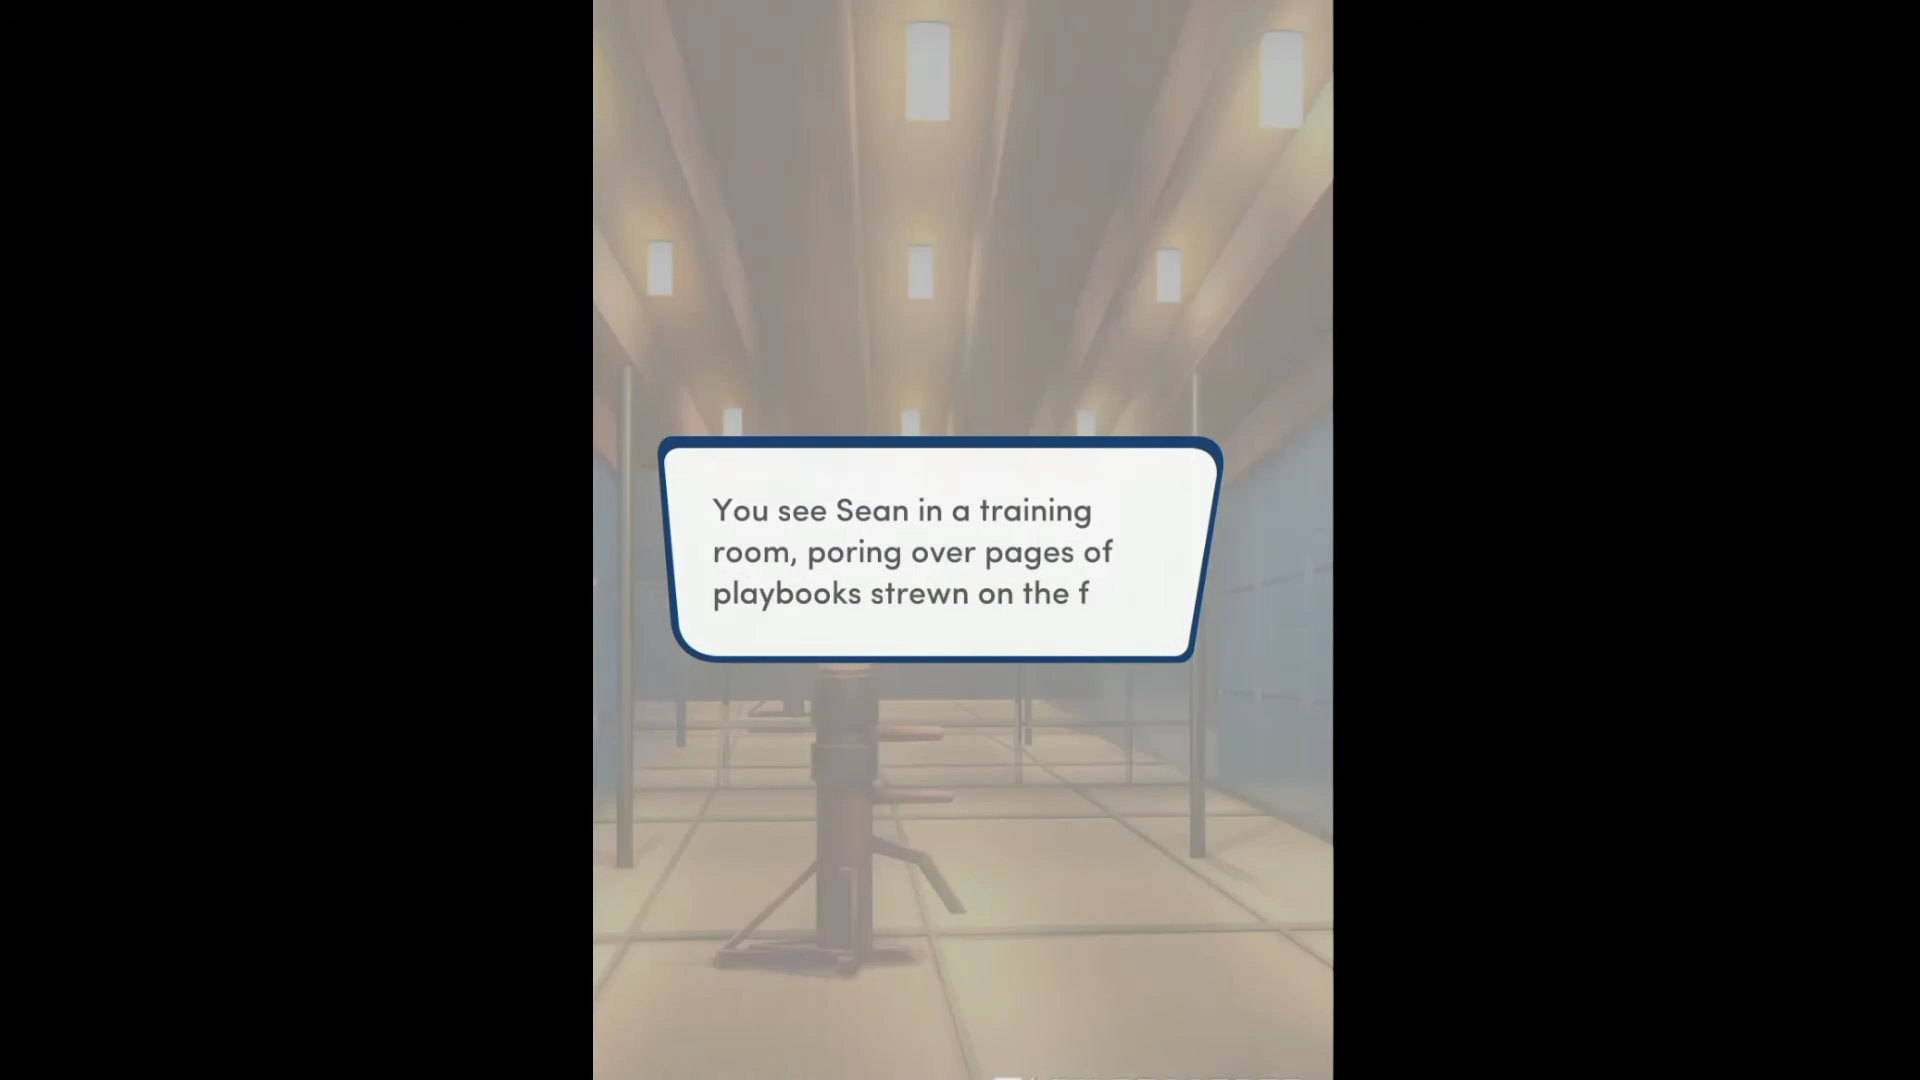 You see Sean in a training
room, poring over pages of
playbooks strewn on the f